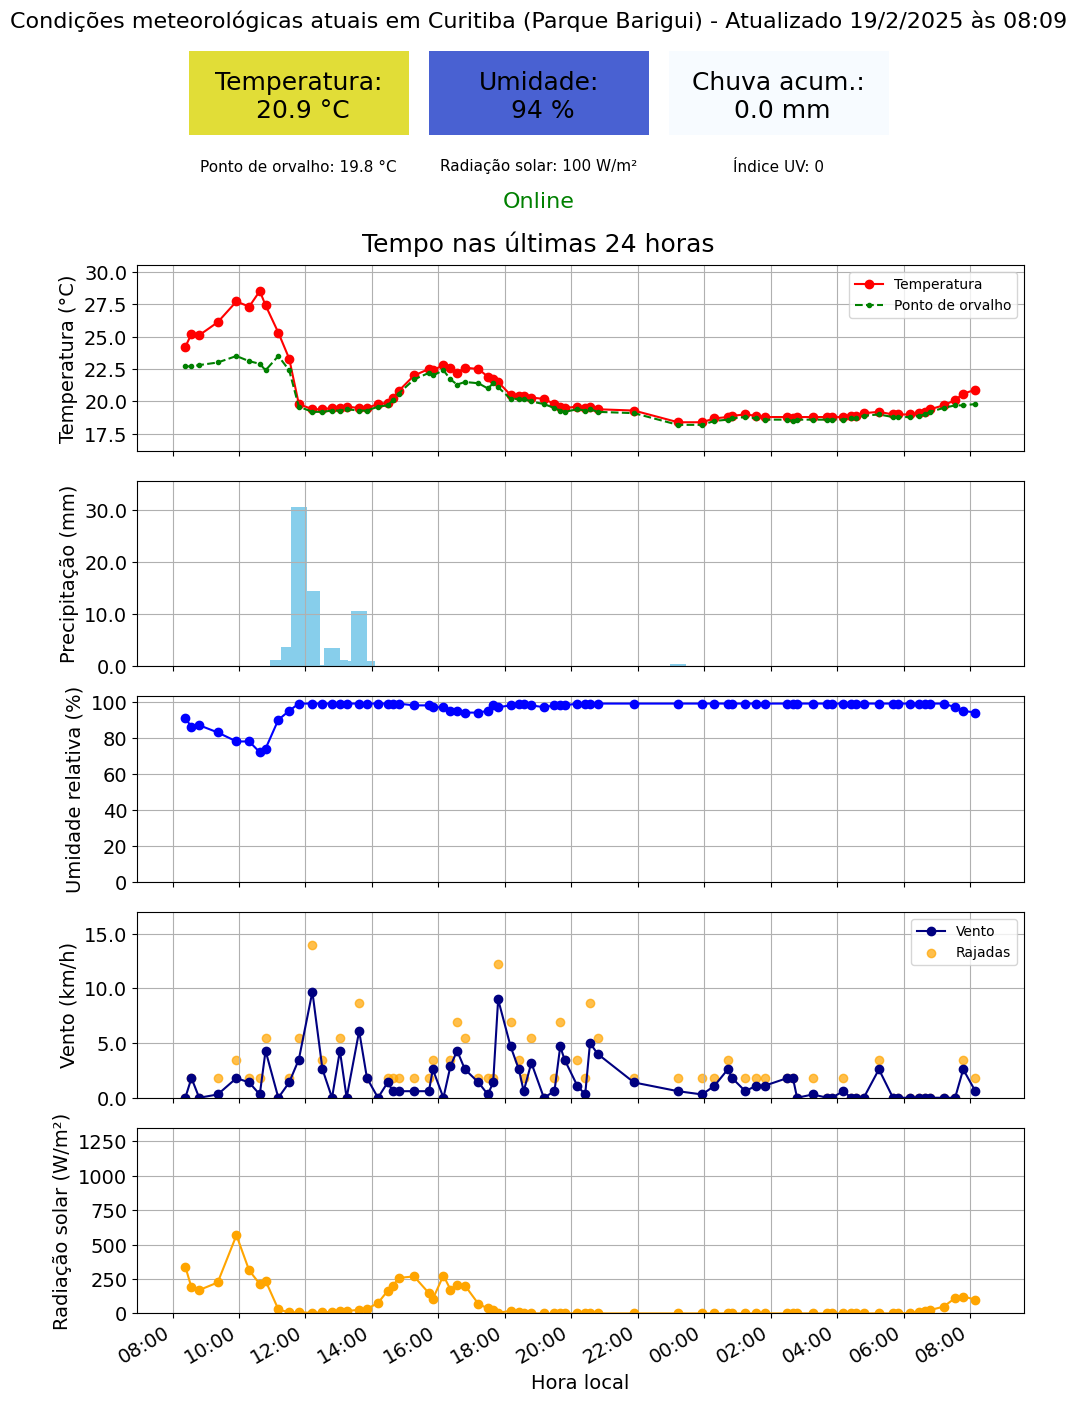 Condições meteorológicas atuais em Curitiba (Parque Barigui) - Atualizado 19/2/2025 às 08:09
Temperatura:
20.9 °C
Umidade:
94 %
Chuva acum.:
0.0 mm
Ponto de orvalho: 19.8 °C
Radiação solar: 100 W/m²
Índice UV: 0
Online
Tempo nas últimas 24 horas
Temperatura (°C)
30.0
27.5
25.0
22.5
20.0
17.5
Temperatura
Ponto de orvalho
Precipitação (mm)
30.0
20.0
10.0
0.0
Umidade relativa (%)
100
80
60
40
20
0
Vento (km/h)
15.0
10.0
5.0
0.0
Vento
Rajadas
Radiação solar (W/m²)
1250
1000
750
500
250
0
08:00
10:00
12:00
14:00
16:00
18:00
20:00
22:00
00:00
02:00
04:00
06:00
08:00
Hora local